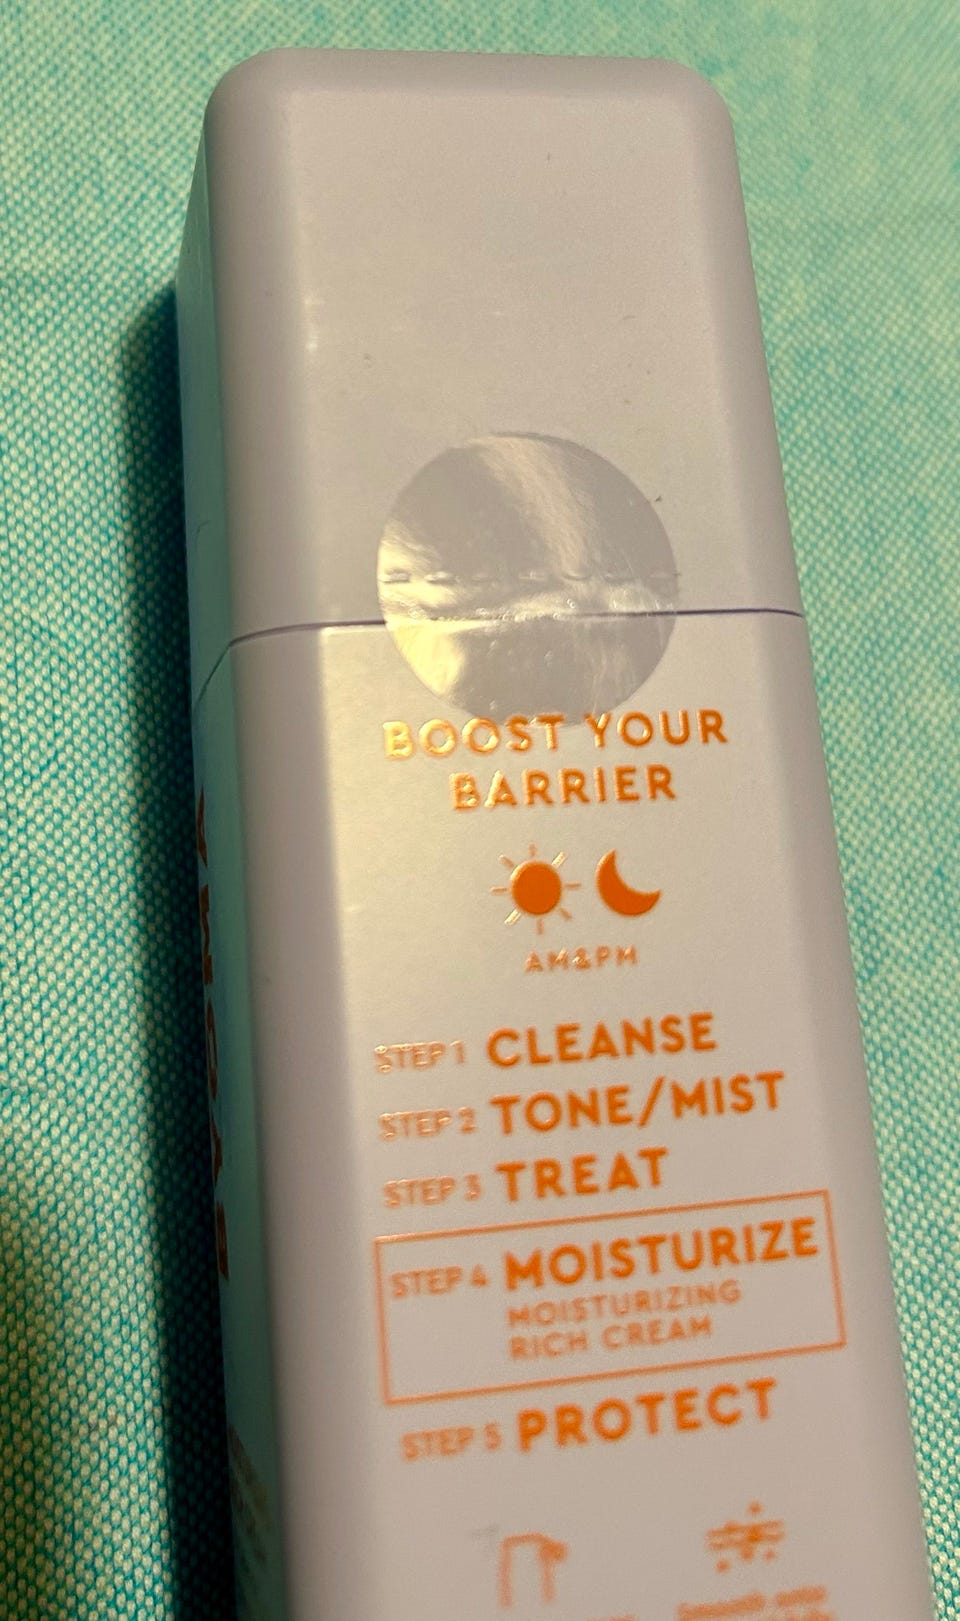 BOOST YOUR
BARRIER
AM&PM
STEP 1 CLEANSE
STEP 2 TONE/MIST
STEP 3 TREAT
STEP 4 MOISTURIZE
MOISTURIZING
RICH CREAM
STEP 5 PROTECT